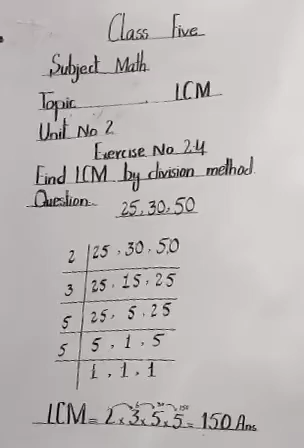 Class Five
Subject Math
Topic LCM
Unit No 2
Exercise No 2.4
Find LCM by division method.
Question. 25, 30, 50
2 | 25, 30, 50
3 | 25, 15, 25
5 | 25, 5, 25
5 | 5, 1, 5
| 1, 1, 1
LCM = 2 × 3 × 5 × 5 = 150 Ans